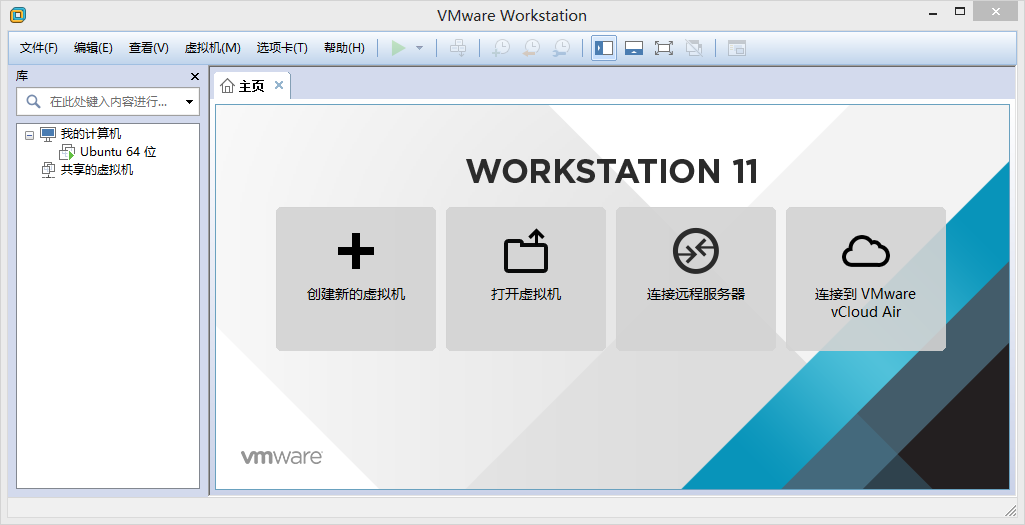 VMware Workstation
文件(F) 编辑(E) 查看(V) 虚拟机(M) 选项卡(T) 帮助(H)
库
在此处键入内容进行...
我的计算机
Ubuntu 64 位
共享的虚拟机
主页
WORKSTATION 11
创建新的虚拟机
打开虚拟机
连接远程服务器
连接到 VMware
vCloud Air
vmware